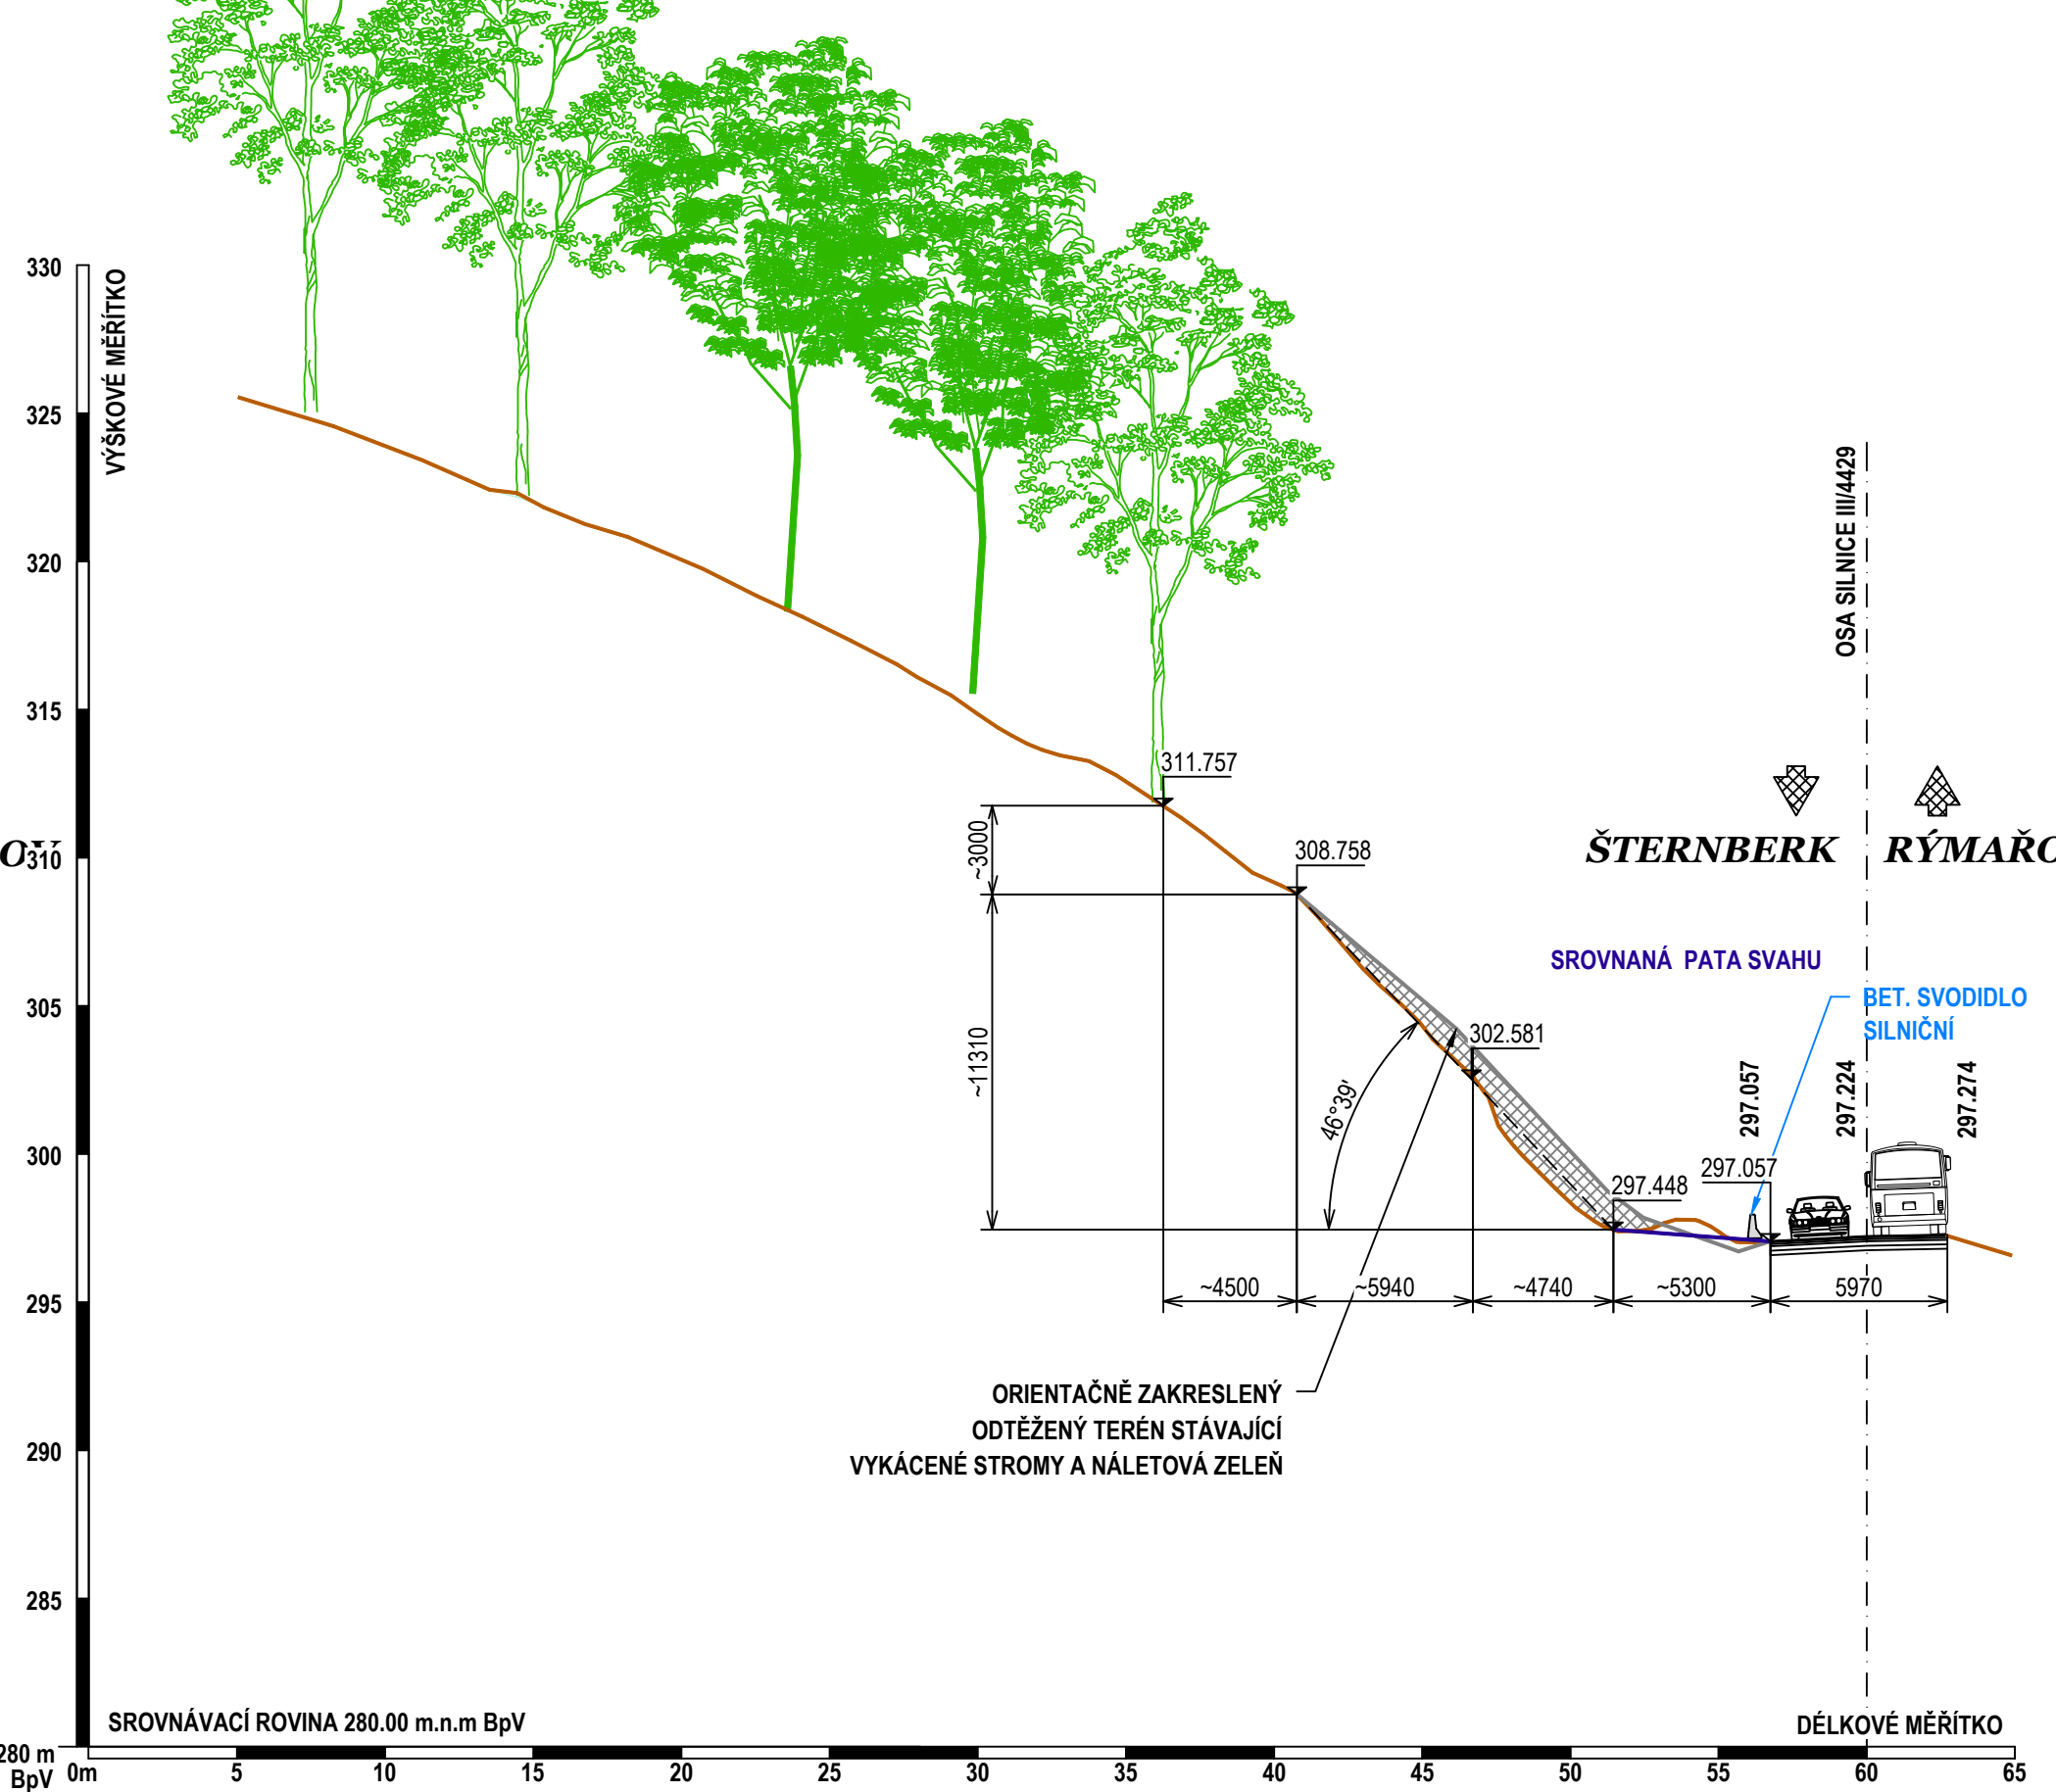 330
VÝŠKOVÉ MĚŘÍTKO
325
OSA SILNICE III/4429
320
315
311.757
OV
310
~3000
308.758
ŠTERNBERK
RÝMAŘO
SROVNANÁ PATA SVAHU
BET. SVODIDLO
SILNIČNÍ
305
302.581
~11310
46°39'
297.057
297.224
297.274
300
297.057
297.448
295
~4500
~5940
~4740
~5300
5970
ORIENTAČNĚ ZAKRESLENÝ
ODTĚŽENÝ TERÉN STÁVAJÍCÍ
VYKÁCENÉ STROMY A NÁLETOVÁ ZELEŇ
290
285
SROVNÁVACÍ ROVINA 280.00 m.n.m BpV
DÉLKOVÉ MĚŘÍTKO
280 m
BpV
0m 5 10 15 20 25 30 35 40 45 50 55 60 65